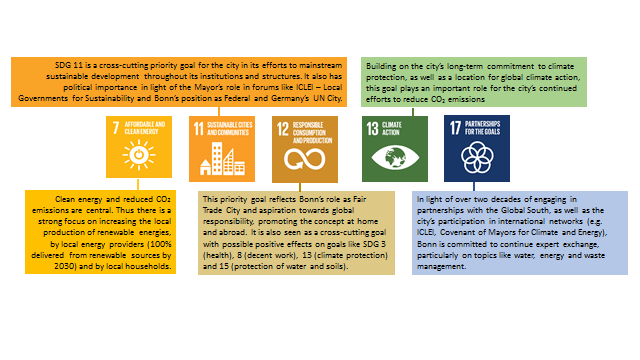 SDG 11 is a cross-cutting priority goal for the city in its efforts to mainstream
sustainable development throughout its institutions and structures. It also has
political importance in light of the Mayor's role in forums like ICLEI – Local
Governments for Sustainability and Bonn's position as Federal and Germany's UN City.
Building on the city's long-term commitment to climate
protection, as well as a location for global climate action,
this goal plays an important role for the city's continued
efforts to reduce CO₂ emissions
7 AFFORDABLE AND
CLEAN ENERGY
11 SUSTAINABLE CITIES
AND COMMUNITIES
12 RESPONSIBLE
CONSUMPTION
AND PRODUCTION
13 CLIMATE
ACTION
17 PARTNERSHIPS
FOR THE GOALS
Clean energy and reduced CO₂
emissions are central. Thus there is a
strong focus on increasing the local
production of renewable energies,
by local energy providers (100%
delivered from renewable sources by
2030) and by local households.
This priority goal reflects Bonn's role as Fair
Trade City and aspiration towards global
responsibility, promoting the concept at home
and abroad. It is also seen as a cross-cutting goal
with possible positive effects on goals like SDG 3
(health), 8 (decent work), 13 (climate protection)
and 15 (protection of water and soils).
In light of over two decades of engaging in
partnerships with the Global South, as well as the
city's participation in international networks (e.g.
ICLEI, Covenant of Mayors for Climate and Energy),
Bonn is committed to continue expert exchange,
particularly on topics like water, energy and waste
management.